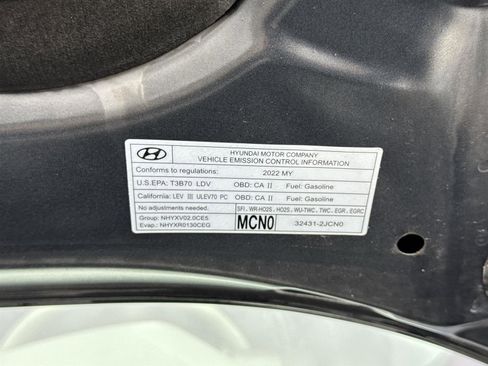 HYUNDAI MOTOR COMPANY
VEHICLE EMISSION CONTROL INFORMATION
Conforms to regulations: 2022 MY
U.S.EPA: T3B70 LDV OBD: CA II Fuel: Gasoline
California: LEV III ULEV70 PC OBD: CA II Fuel: Gasoline
No adjustments needed. SFI, WR-HO2S, HO2S, WU-TWC, TWC, EGR, EGRC
Group: NHYXV02.0CE5
Evap.: NHYXR0130CEG
MCN0
32431-2JCN0